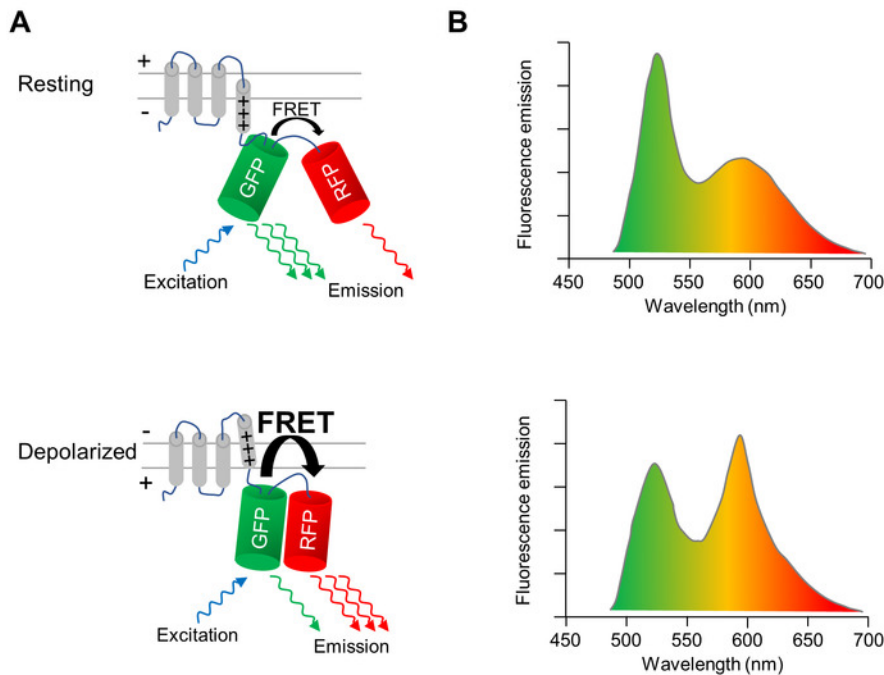 A
B
Resting
+
-
+++
FRET
GFP
RFP
Excitation
Emission
Fluorescence emission
450 500 550 600 650 700
Wavelength (nm)
Depolarized
-
+
+++
FRET
GFP
RFP
Excitation
Emission
Fluorescence emission
450 500 550 600 650 700
Wavelength (nm)